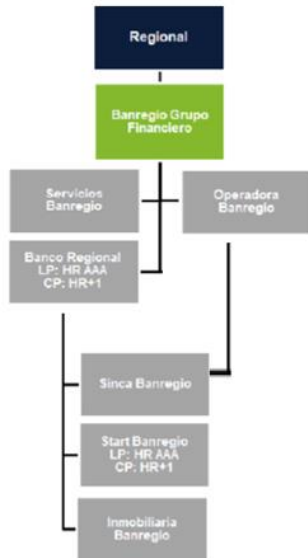 Regional
Banregio Grupo
Financiero
Servicios
Banregio
Operadora
Banregio
Banco Regional
LP: HR AAA
CP: HR+1
Sinca Banregio
Start Banregio
LP: HR AAA
CP: HR+1
Inmobiliaria
Banregio